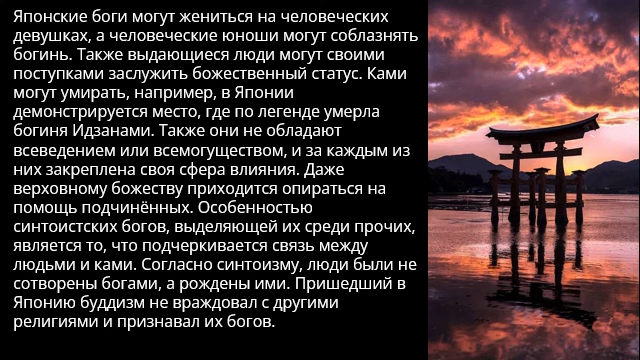 Японские боги могут жениться на человеческих
девушках, а человеческие юноши могут соблазнять
богинь. Также выдающиеся люди могут своими
поступками заслужить божественный статус. Ками
могут умирать, например, в Японии
демонстрируется место, где по легенде умерла
богиня Идзанами. Также они не обладают
всеведением или всемогуществом, и за каждым из
них закреплена своя сфера влияния. Даже
верховному божеству приходится опираться на
помощь подчинённых. Особенностью
синтоистских богов, выделяющей их среди прочих,
является то, что подчеркивается связь между
людьми и ками. Согласно синтоизму, люди были не
сотворены богами, а рождены ими. Пришедший в
Японию буддизм не враждовал с другими
религиями и признавал их богов.